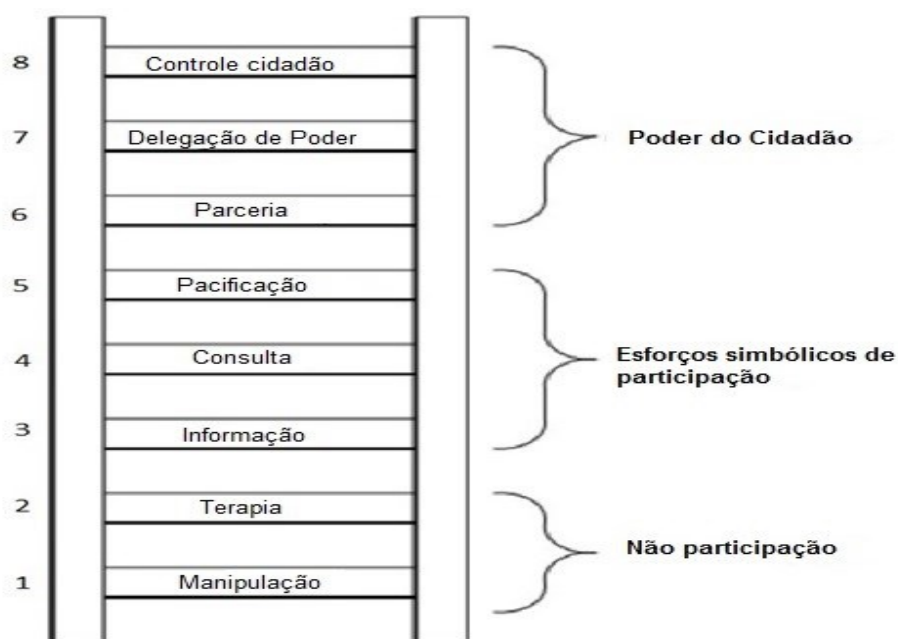 8 Controle cidadão
7 Delegação de Poder
Poder do Cidadão
6 Parceria
5 Pacificação
4 Consulta
Esforços simbólicos de
participação
3 Informação
2 Terapia
Não participação
1 Manipulação